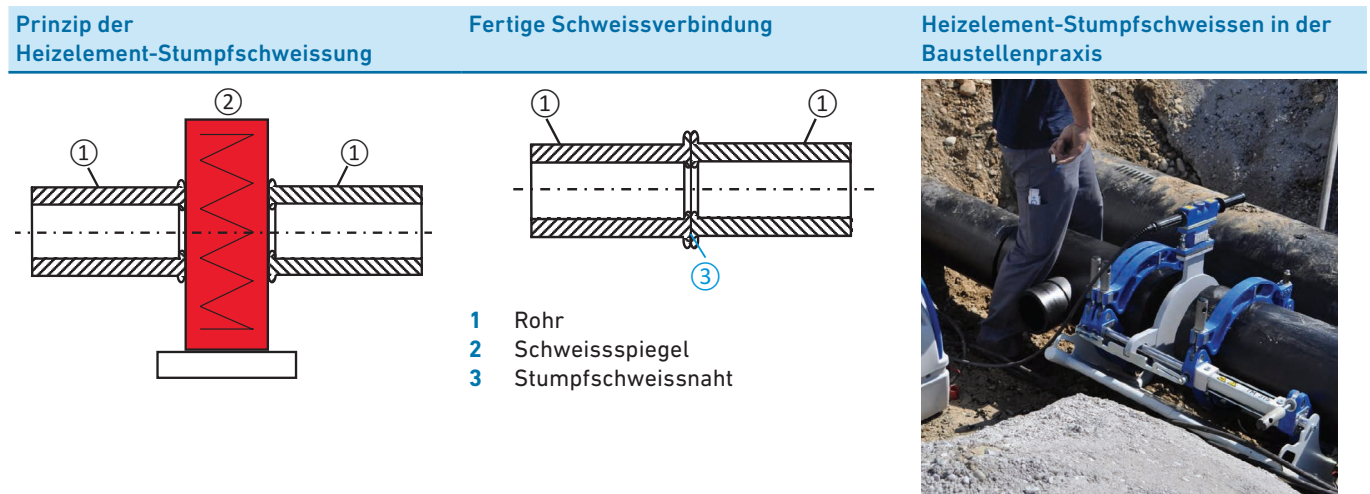 Prinzip der
Heizelement-Stumpfschweissung
Fertige Schweissverbindung
Heizelement-Stumpfschweissen in der
Baustellenpraxis
②
①
①
①
①
③
1 Rohr
2 Schweissspiegel
3 Stumpfschweissnaht